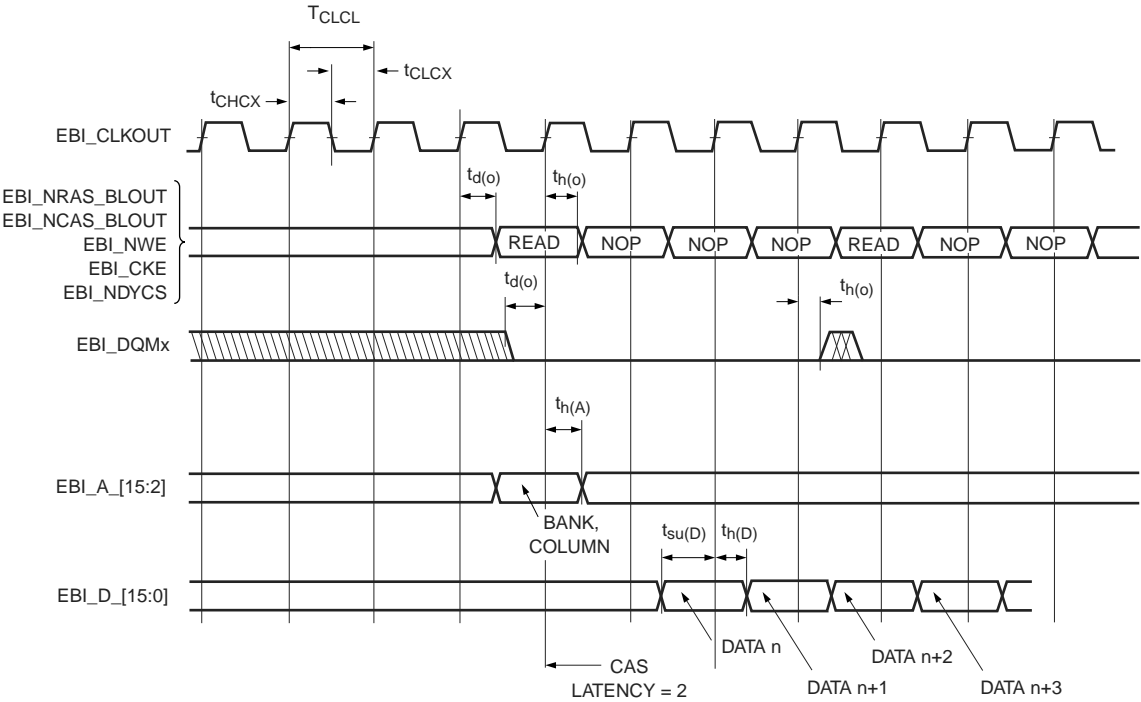 TCLCL
tCLCX
tCHCX
EBI_CLKOUT
td(o)
th(o)
EBI_NRAS_BLOUT
EBI_NCAS_BLOUT
EBI_NWE
EBI_CKE
EBI_NDYCS
READ NOP NOP NOP READ NOP NOP
td(o)
th(o)
EBI_DQMx
th(A)
EBI_A_[15:2]
BANK,
COLUMN
tsu(D)
th(D)
EBI_D_[15:0]
DATA n
DATA n+2
CAS
LATENCY = 2
DATA n+1
DATA n+3